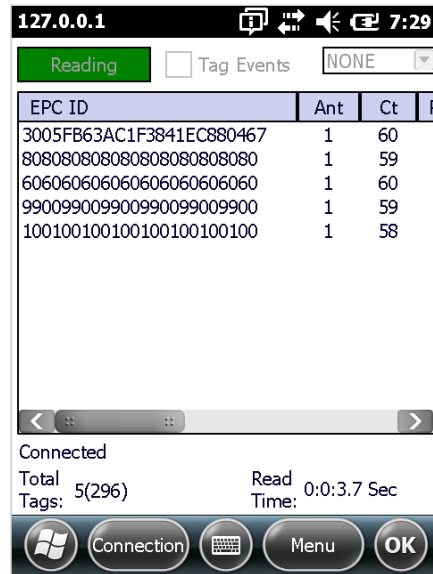 127.0.0.1 7:29
Reading Tag Events NONE
EPC ID Ant Ct
3005FB63AC1F3841EC880467 1 60
808080808080808080808080 1 59
606060606060606060606060 1 60
990099009900990099009900 1 59
100100100100100100100100 1 58
Connected
Total Tags: 5(296) Read Time: 0:0:3.7 Sec
Connection Menu OK